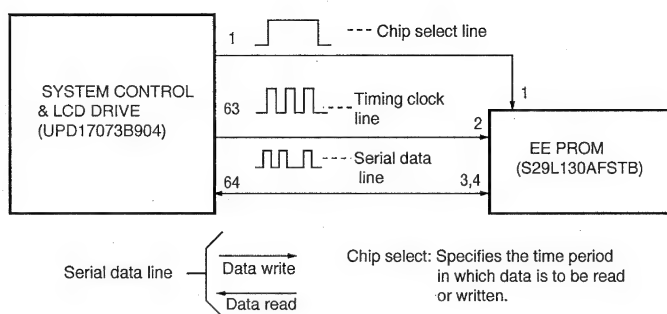 1
Chip select line
SYSTEM CONTROL
& LCD DRIVE
(UPD17073B904)
63
Timing clock
line
1
2
EE PROM
(S29L130AFSTB)
Serial data
line
64
3,4
Serial data line
Data write
Data read
Chip select: Specifies the time period
in which data is to be read
or written.